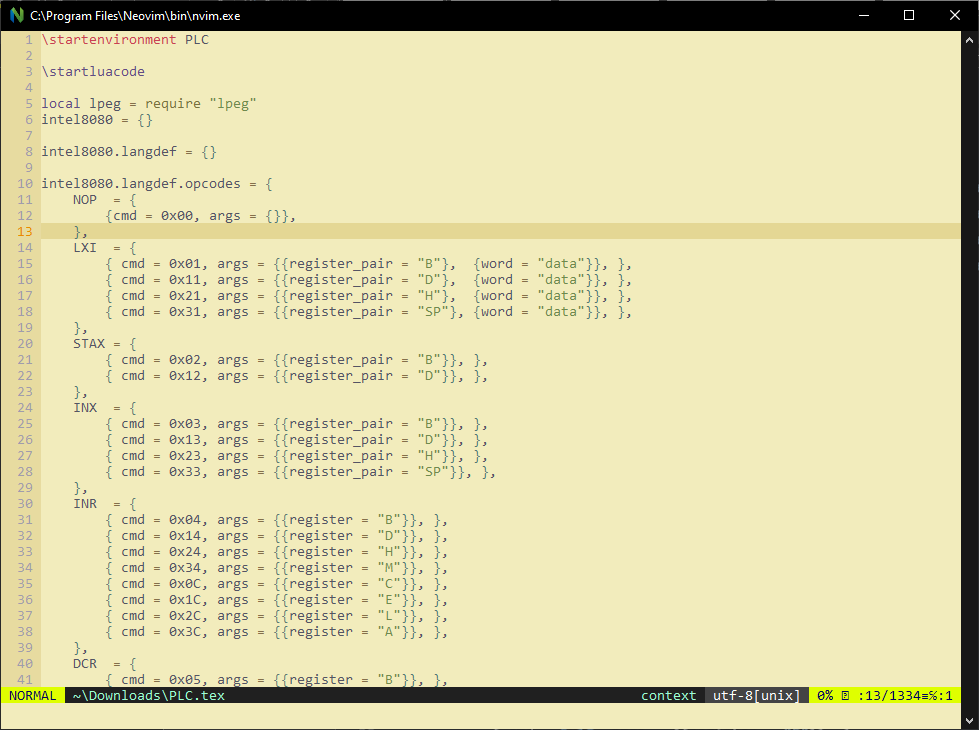 C:\Program Files\Neovim\bin\nvim.exe
1 \startenvironment PLC
2
3 \startluacode
4
5 local lpeg = require "lpeg"
6 intel8080 = {}
7
8 intel8080.langdef = {}
9
10 intel8080.langdef.opcodes = {
11     NOP  = {
12         {cmd = 0x00, args = {}},
13     },
14     LXI  = {
15         { cmd = 0x01, args = {{register_pair = "B"},  {word = "data"}}, },
16         { cmd = 0x11, args = {{register_pair = "D"},  {word = "data"}}, },
17         { cmd = 0x21, args = {{register_pair = "H"},  {word = "data"}}, },
18         { cmd = 0x31, args = {{register_pair = "SP"}, {word = "data"}}, },
19     },
20     STAX = {
21         { cmd = 0x02, args = {{register_pair = "B"}}, },
22         { cmd = 0x12, args = {{register_pair = "D"}}, },
23     },
24     INX  = {
25         { cmd = 0x03, args = {{register_pair = "B"}}, },
26         { cmd = 0x13, args = {{register_pair = "D"}}, },
27         { cmd = 0x23, args = {{register_pair = "H"}}, },
28         { cmd = 0x33, args = {{register_pair = "SP"}}, },
29     },
30     INR  = {
31         { cmd = 0x04, args = {{register = "B"}}, },
32         { cmd = 0x14, args = {{register = "D"}}, },
33         { cmd = 0x24, args = {{register = "H"}}, },
34         { cmd = 0x34, args = {{register = "M"}}, },
35         { cmd = 0x0C, args = {{register = "C"}}, },
36         { cmd = 0x1C, args = {{register = "E"}}, },
37         { cmd = 0x2C, args = {{register = "L"}}, },
38         { cmd = 0x3C, args = {{register = "A"}}, },
39     },
40     DCR  = {
41         { cmd = 0x05, args = {{register = "B"}}, },
NORMAL ~\Downloads\PLC.tex context utf-8[unix] 0% :13/1334≡%:1